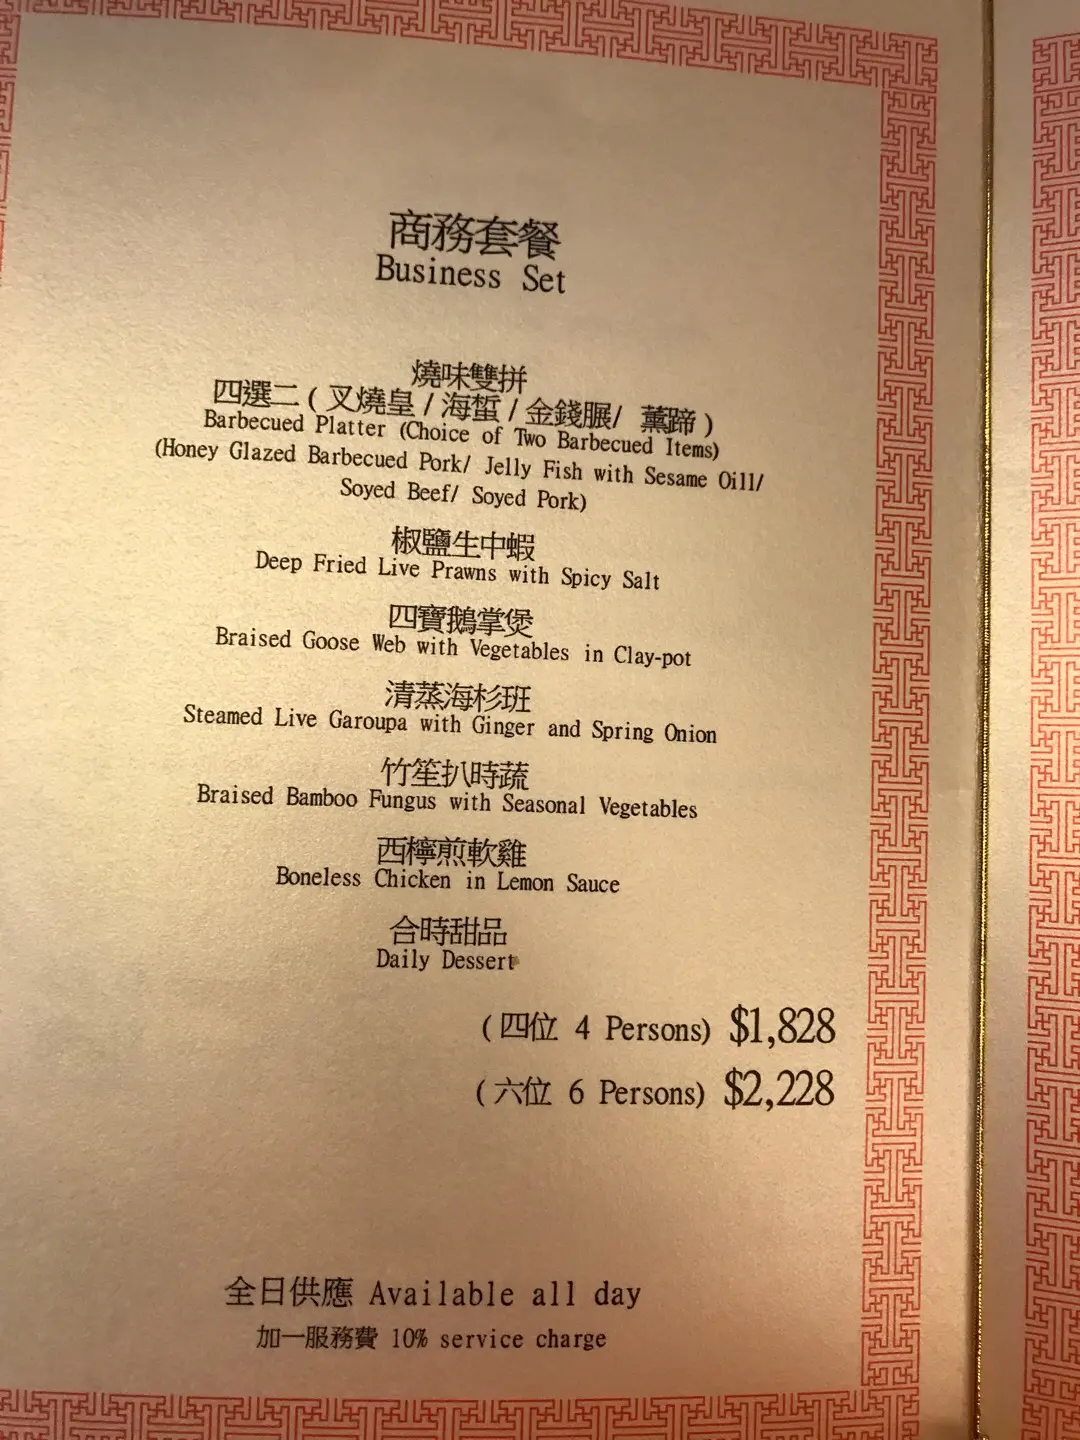 商務套餐
Business Set
燒味雙拼
四選二 ( 叉燒皇 / 海蜇 / 金錢𦟌/ 薰蹄 )
Barbecued Platter (Choice of Two Barbecued Items)
(Honey Glazed Barbecued Pork/ Jelly Fish with Sesame Oill/
Soyed Beef/ Soyed Pork)
椒鹽生中蝦
Deep Fried Live Prawns with Spicy Salt
四寶鵝掌煲
Braised Goose Web with Vegetables in Clay-pot
清蒸海杉班
Steamed Live Garoupa with Ginger and Spring Onion
竹笙扒時蔬
Braised Bamboo Fungus with Seasonal Vegetables
西檸煎軟雞
Boneless Chicken in Lemon Sauce
合時甜品
Daily Dessert
( 四位 4 Persons) $1,828
( 六位 6 Persons) $2,228
全日供應 Available all day
加一服務費 10% service charge